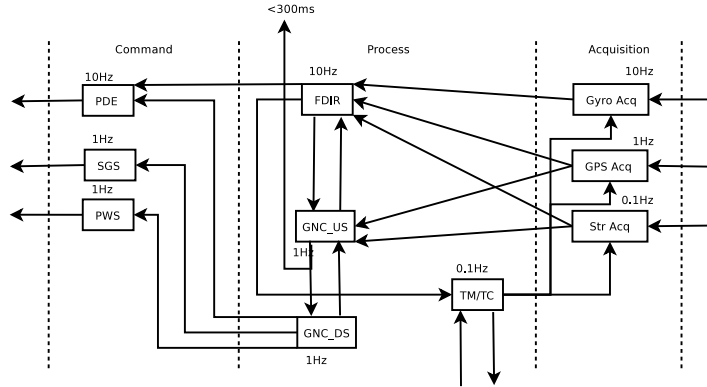 <300ms
Command
Process
Acquisition
10Hz
10Hz
10Hz
PDE
FDIR
Gyro Acq
1Hz
1Hz
SGS
GPS Acq
1Hz
0.1Hz
PWS
GNC_US
Str Acq
1Hz
0.1Hz
TM/TC
GNC_DS
1Hz